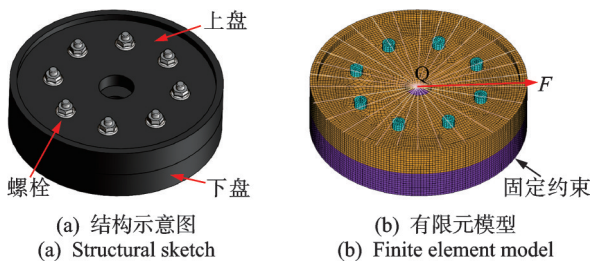 上盘
螺栓
下盘
(a) 结构示意图
(a) Structural sketch
Q
F
固定约束
(b) 有限元模型
(b) Finite element model